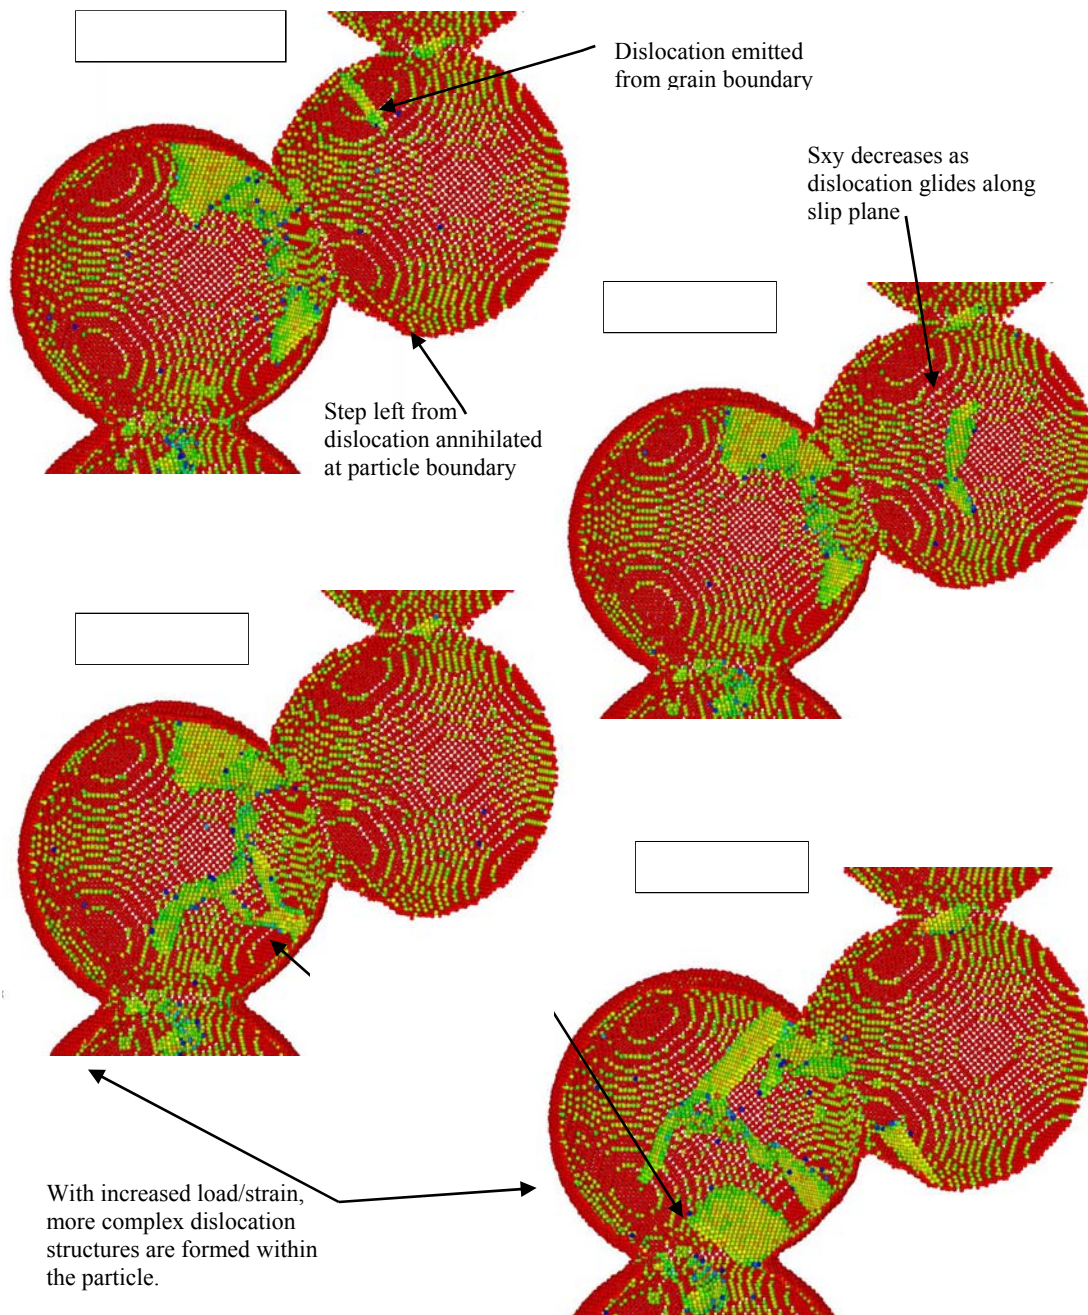 Dislocation emitted
from grain boundary
Sxy decreases as
dislocation glides along
slip plane
Step left from
dislocation annihilated
at particle boundary
With increased load/strain,
more complex dislocation
structures are formed within
the particle.